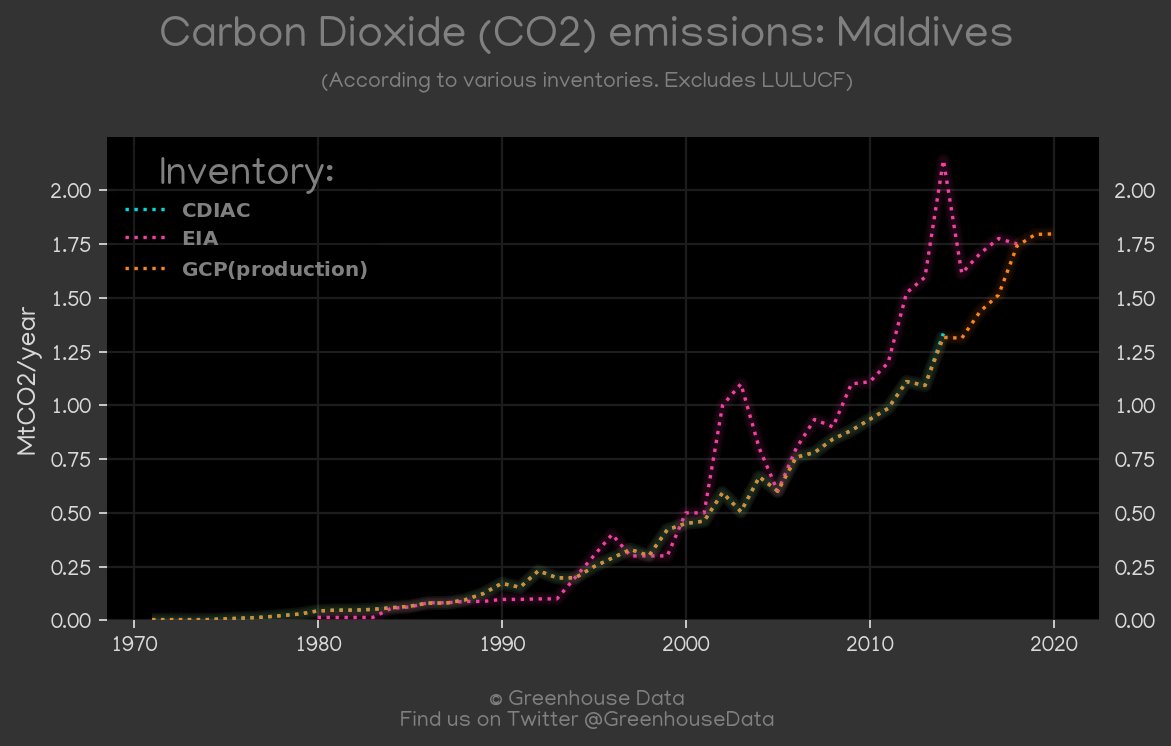 Carbon Dioxide (CO2) emissions: Maldives
(According to various inventories. Excludes LULUCF)
Inventory:
CDIAC
EIA
GCP(production)
MtCO2/year
2.00
1.75
1.50
1.25
1.00
0.75
0.50
0.25
0.00
2.00
1.75
1.50
1.25
1.00
0.75
0.50
0.25
0.00
1970 1980 1990 2000 2010 2020
© Greenhouse Data
Find us on Twitter @GreenhouseData